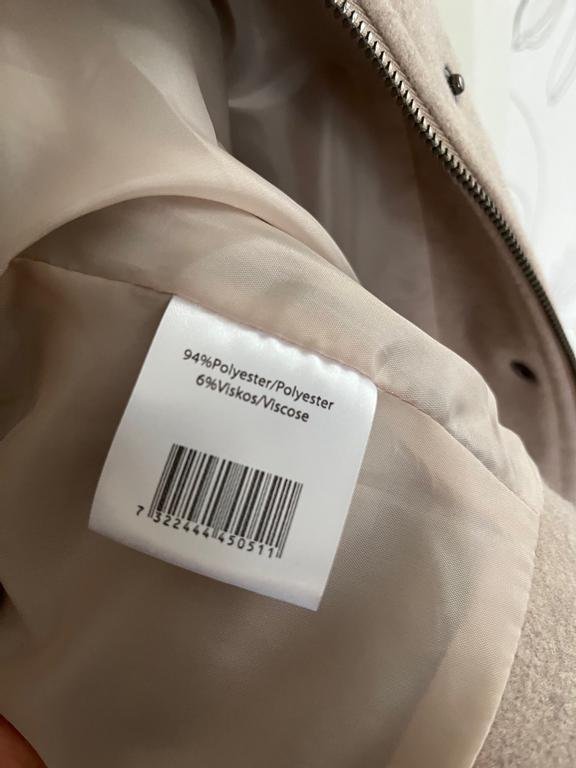 94%Polyester/Polyester
6%Viskos/Viscose
7 322444 450511